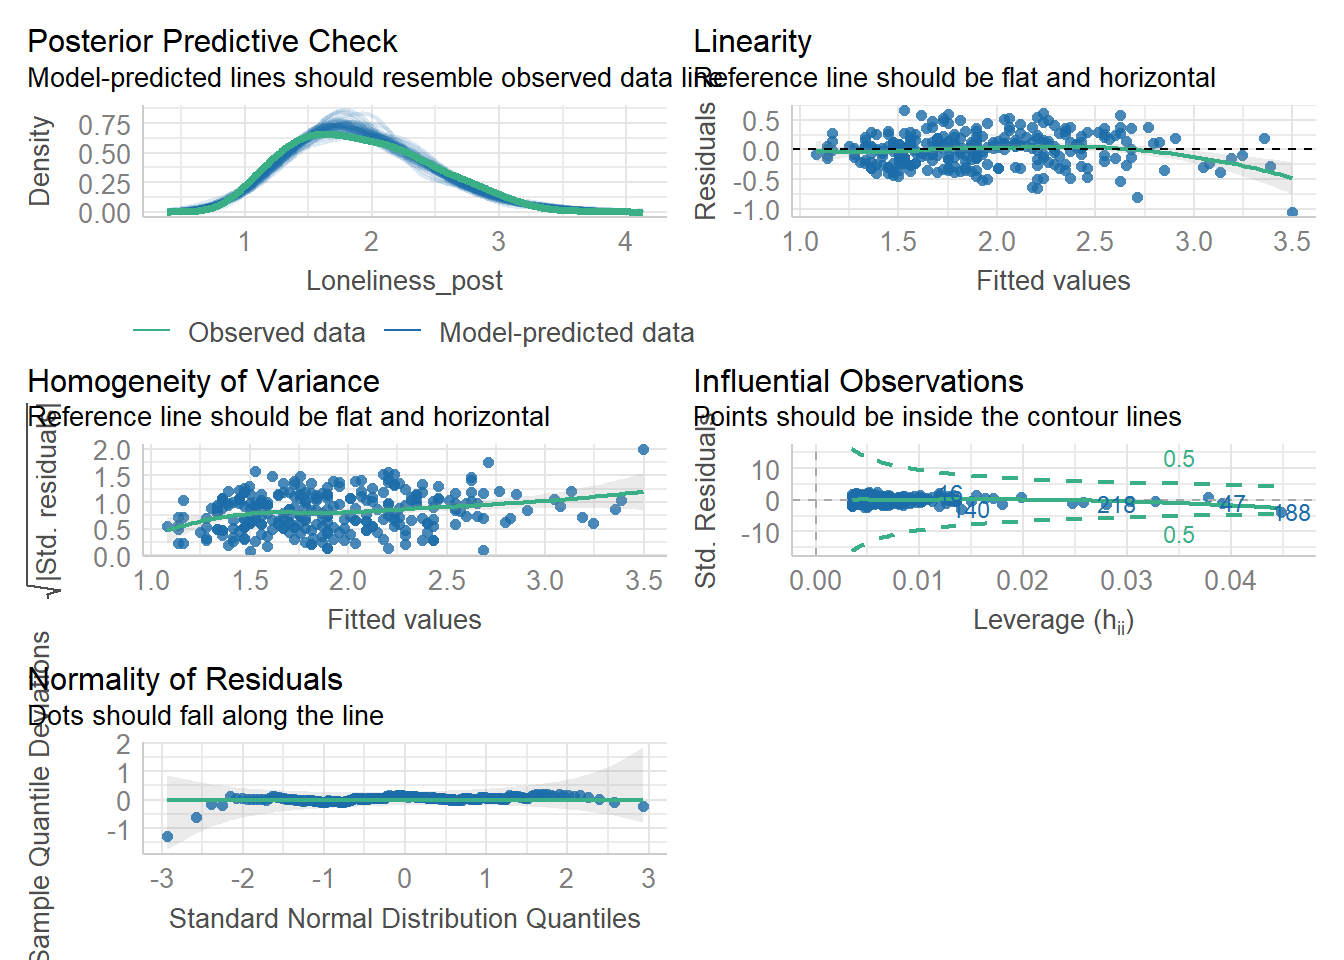 Posterior Predictive Check
Model-predicted lines should resemble observed data line
Density
0.75
0.50
0.25
0.00
1 2 3 4
Loneliness_post
Observed data Model-predicted data
Linearity
Reference line should be flat and horizontal
Residuals
0.5
0.0
-0.5
-1.0
1.0 1.5 2.0 2.5 3.0 3.5
Fitted values
Homogeneity of Variance
Reference line should be flat and horizontal
√|Std. residuals|
2.0
1.5
1.0
0.5
0.0
1.0 1.5 2.0 2.5 3.0 3.5
Fitted values
Influential Observations
Points should be inside the contour lines
Std. Residuals
10
0
-10
0.5
16
140
218
47
188
0.5
0.00 0.01 0.02 0.03 0.04
Leverage (hii)
Normality of Residuals
Dots should fall along the line
Sample Quantile Deviations
2
1
0
-1
-3 -2 -1 0 1 2 3
Standard Normal Distribution Quantiles